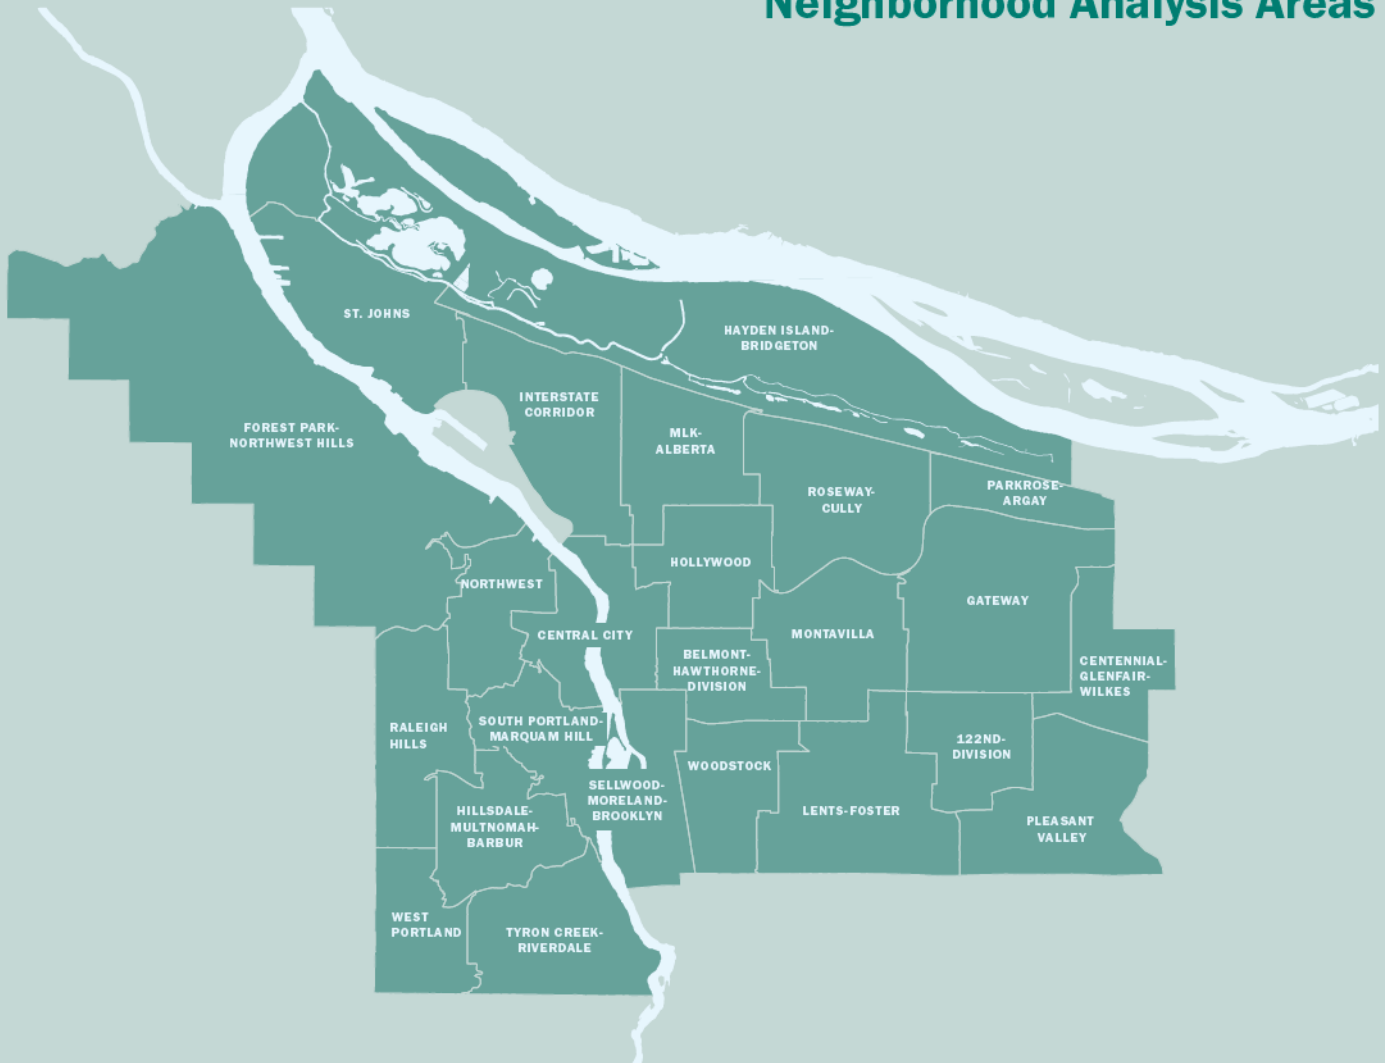 Neighborhood Analysis Areas
ST. JOHNS
HAYDEN ISLAND-
BRIDGETON
INTERSTATE
CORRIDOR
FOREST PARK-
NORTHWEST HILLS
MLK-
ALBERTA
ROSEWAY-
CULLY
PARKROSE-
ARGAY
HOLLYWOOD
NORTHWEST
GATEWAY
CENTRAL CITY
MONTAVILLA
BELMONT-
HAWTHORNE-
DIVISION
CENTENNIAL-
GLENFAIR-
WILKES
RALEIGH
HILLS
SOUTH PORTLAND-
MARQUAM HILL
122ND-
DIVISION
WOODSTOCK
SELLWOOD-
MORELAND-
BROOKLYN
HILLSDALE-
MULTNOMAH-
BARBUR
LENTS-FOSTER
PLEASANT
VALLEY
WEST
PORTLAND
TYRON CREEK-
RIVERDALE